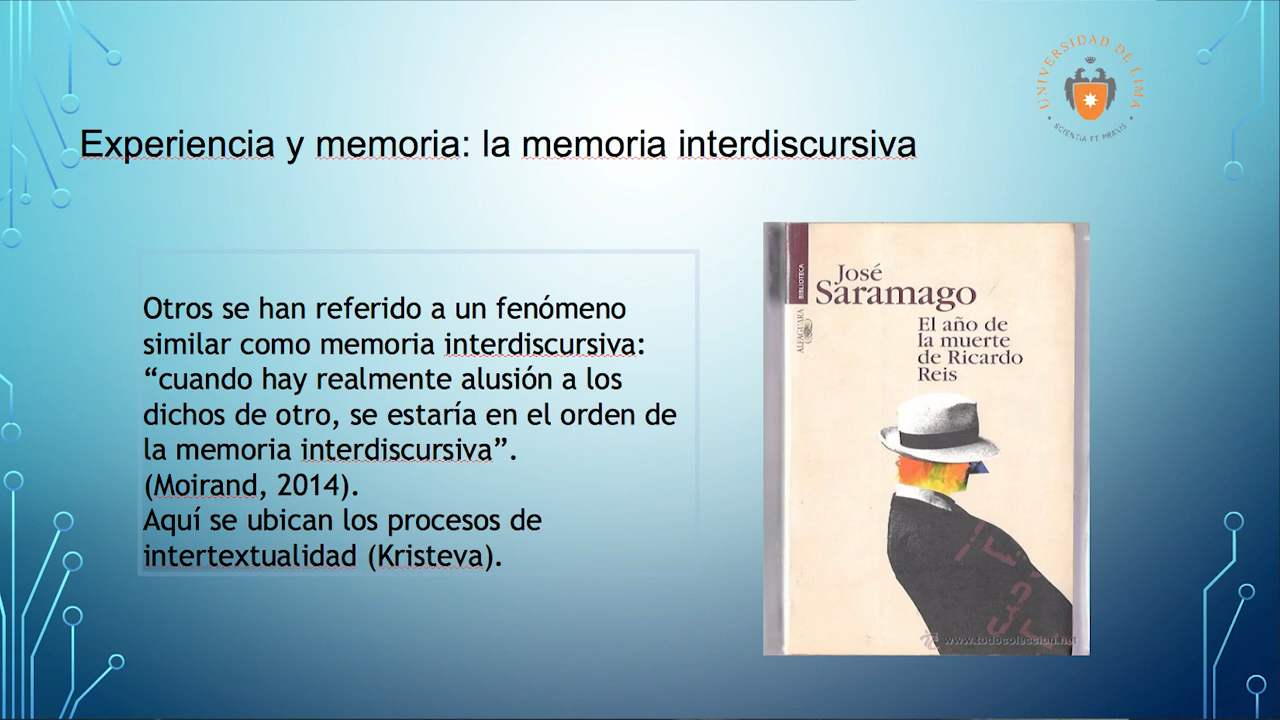 UNIVERSIDAD DE LIMA
SCIENTIA ET PRAXIS
Experiencia y memoria: la memoria interdiscursiva
Otros se han referido a un fenómeno
similar como memoria interdiscursiva:
“cuando hay realmente alusión a los
dichos de otro, se estaría en el orden de
la memoria interdiscursiva”.
(Moirand, 2014).
Aquí se ubican los procesos de
intertextualidad (Kristeva).
BIBLIOTECA
ALFAGUARA
José
Saramago
El año de
la muerte
de Ricardo
Reis
www.todocoleccion.net